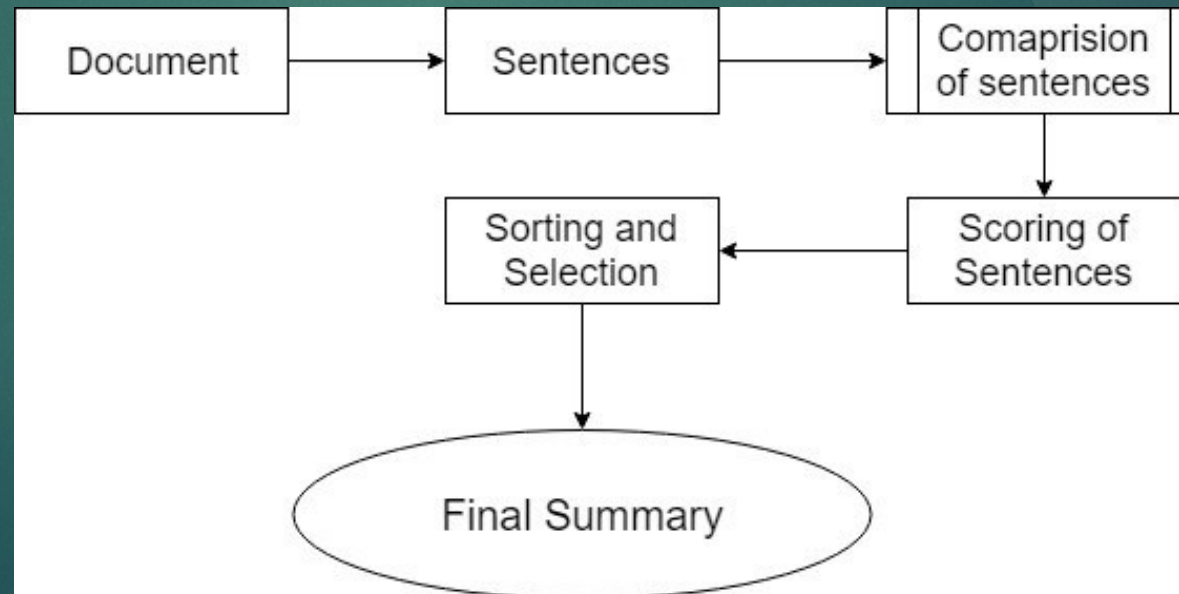 Document
Sentences
Comaprision
of sentences
Scoring of
Sentences
Sorting and
Selection
Final Summary